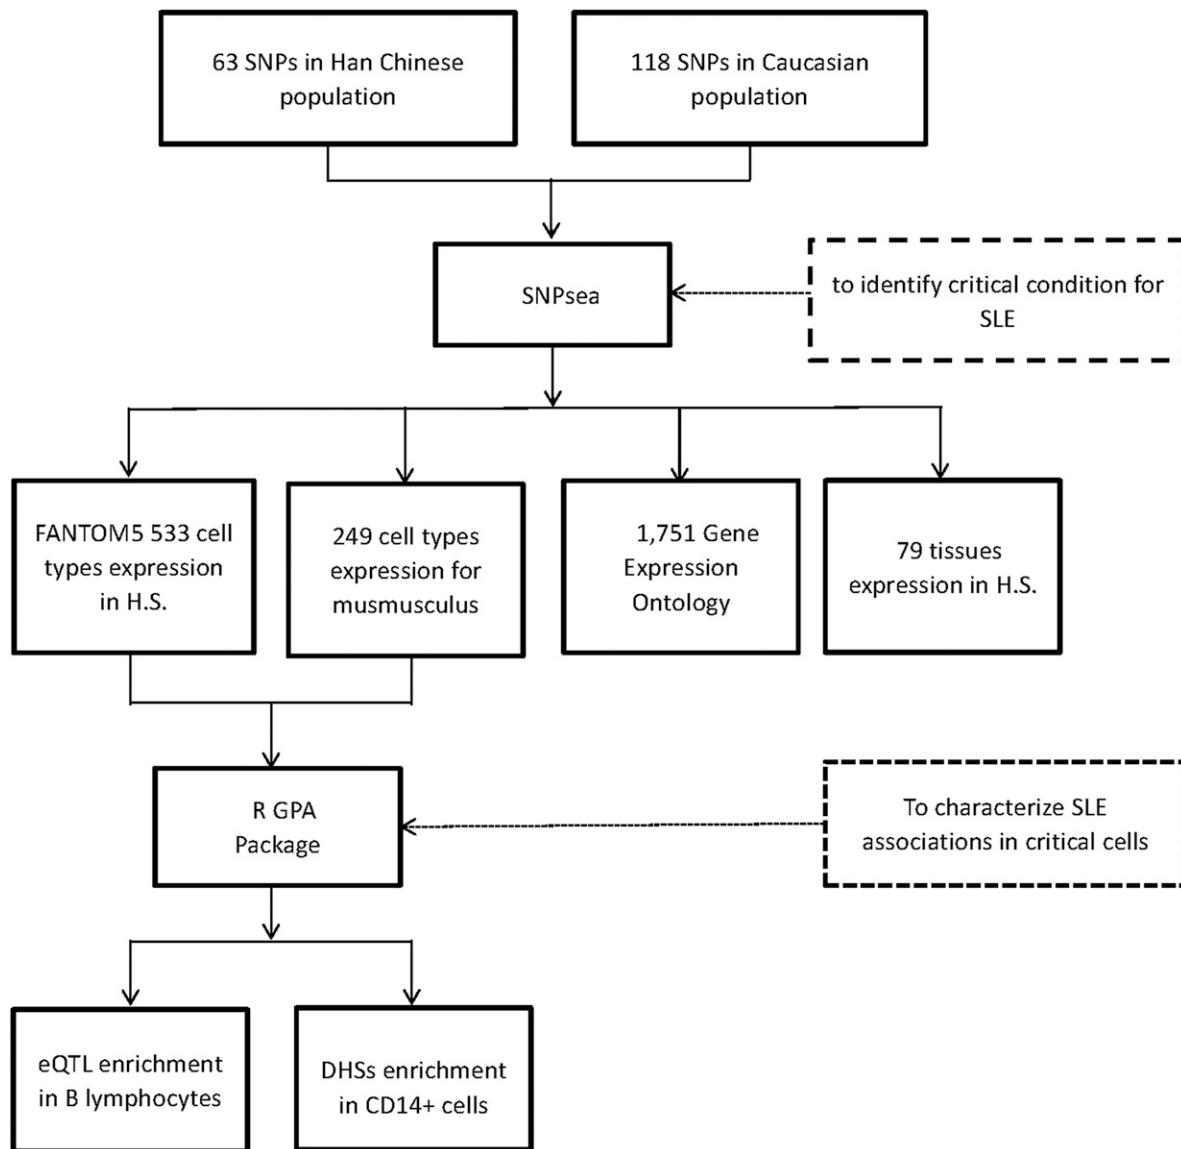 63 SNPs in Han Chinese
population
118 SNPs in Caucasian
population
SNPsea
to identify critical condition for
SLE
FANTOM5 533 cell
types expression
in H.S.
249 cell types
expression for
musmusculus
1,751 Gene
Expression
Ontology
79 tissues
expression in H.S.
R GPA
Package
To characterize SLE
associations in critical cells
eQTL enrichment
in B lymphocytes
DHSs enrichment
in CD14+ cells